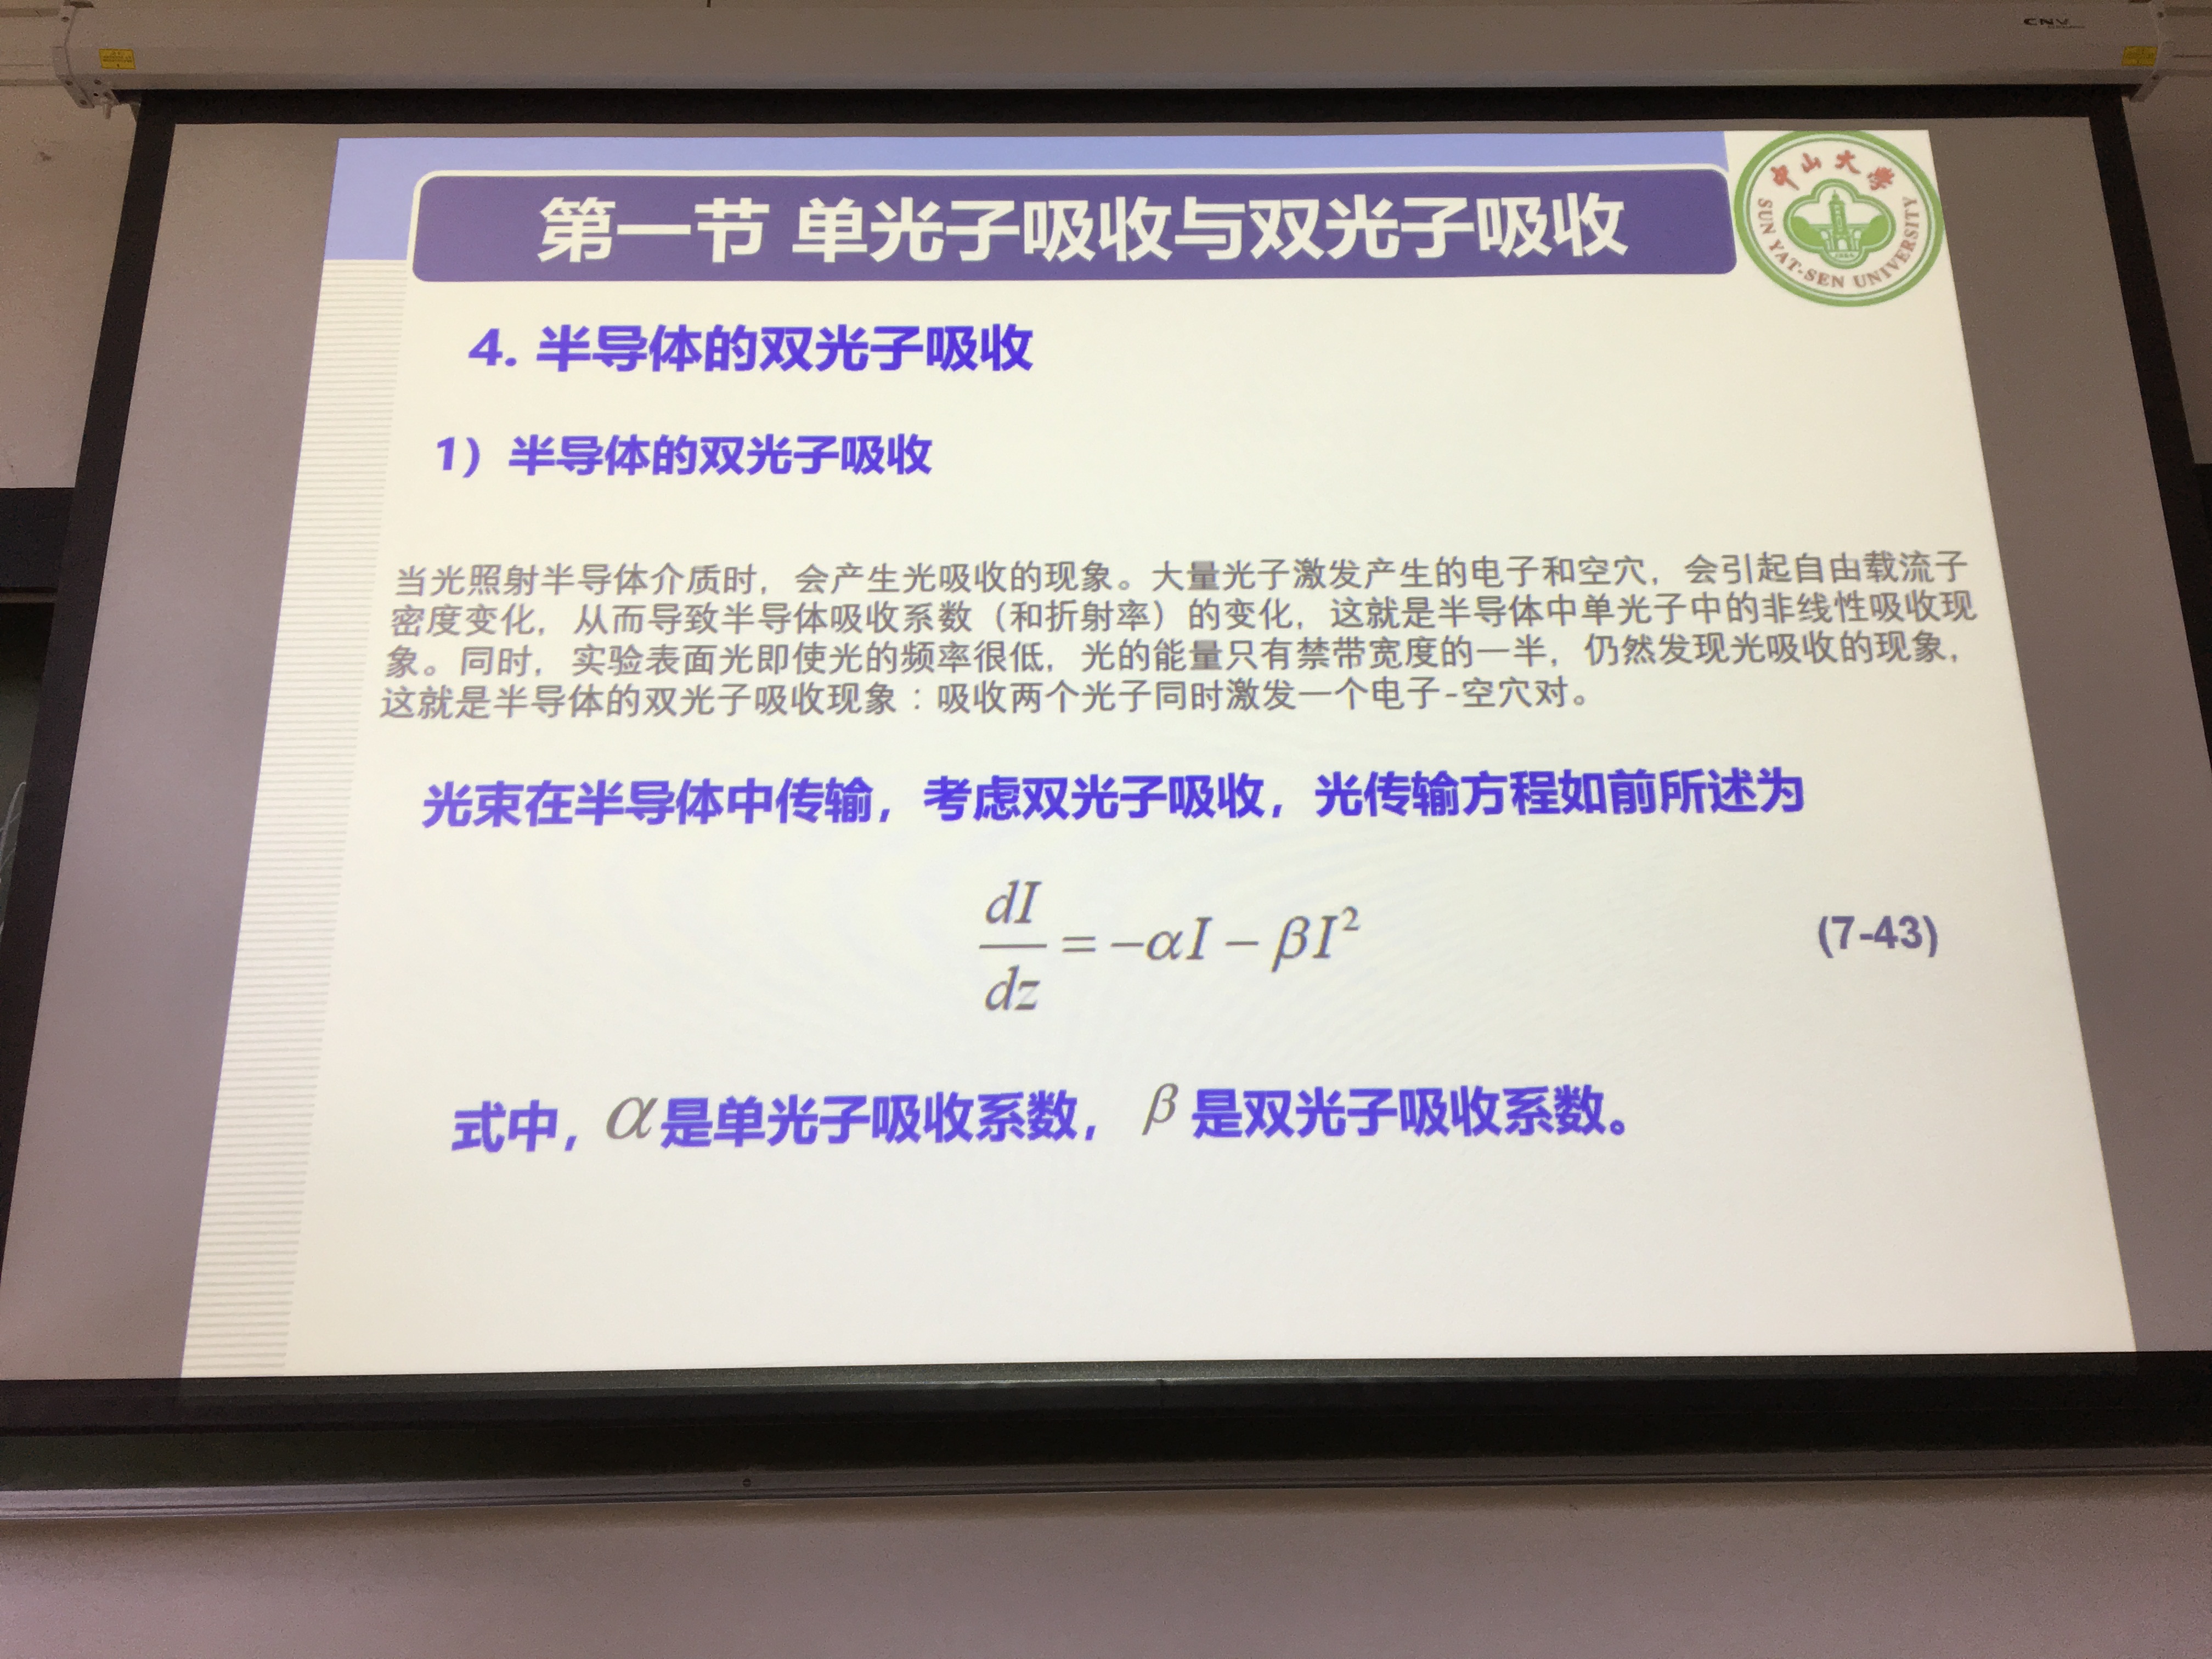 CNV
第一节 单光子吸收与双光子吸收
中山大学
SUN YAT-SEN UNIVERSITY
4. 半导体的双光子吸收
1）半导体的双光子吸收
当光照射半导体介质时，会产生光吸收的现象。大量光子激发产生的电子和空穴，会引起自由载流子
密度变化，从而导致半导体吸收系数（和折射率）的变化，这就是半导体中单光子中的非线性吸收现
象。同时，实验表面光即使光的频率很低，光的能量只有禁带宽度的一半，仍然发现光吸收的现象，
这就是半导体的双光子吸收现象：吸收两个光子同时激发一个电子-空穴对。
光束在半导体中传输，考虑双光子吸收，光传输方程如前所述为
dI/dz = −αI − βI² (7-43)
式中，α是单光子吸收系数，β是双光子吸收系数。